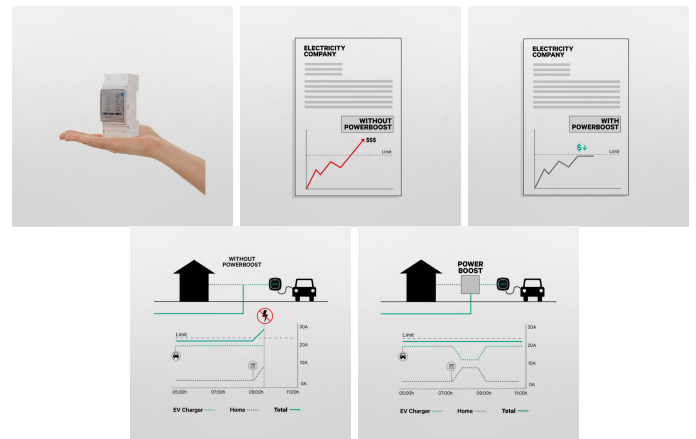 ELECTRICITY
COMPANY
WITHOUT
POWERBOOST
$$$
Limit
ELECTRICITY
COMPANY
WITH
POWERBOOST
$
Limit
WITHOUT
POWERBOOST
Limit
30A
20A
10A
0A
05:00h 07:00h 09:00h 11:00h
EV Charger Home Total
POWER
BOOST
Limit
30A
20A
10A
0A
05:00h 07:00h 09:00h 11:00h
EV Charger Home Total